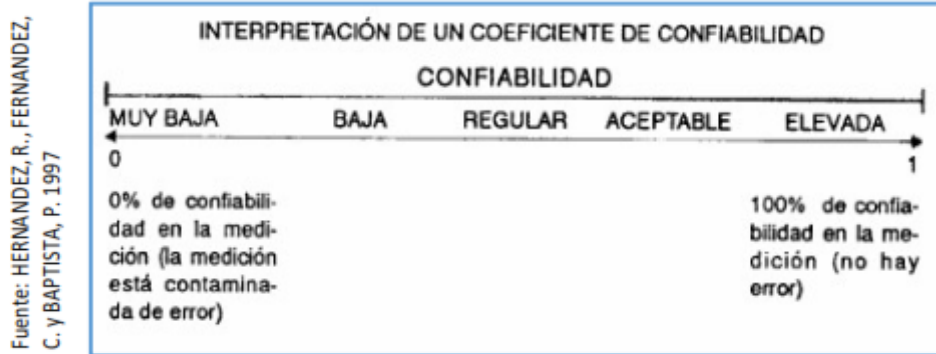 Fuente: HERNANDEZ, R., FERNANDEZ,
C. y BAPTISTA, P. 1997
INTERPRETACIÓN DE UN COEFICIENTE DE CONFIABILIDAD
CONFIABILIDAD
MUY BAJA BAJA REGULAR ACEPTABLE ELEVADA
0 1
0% de confiabili-
dad en la medi-
ción (la medición
está contamina-
da de error)
100% de confia-
bilidad en la me-
dición (no hay
error)